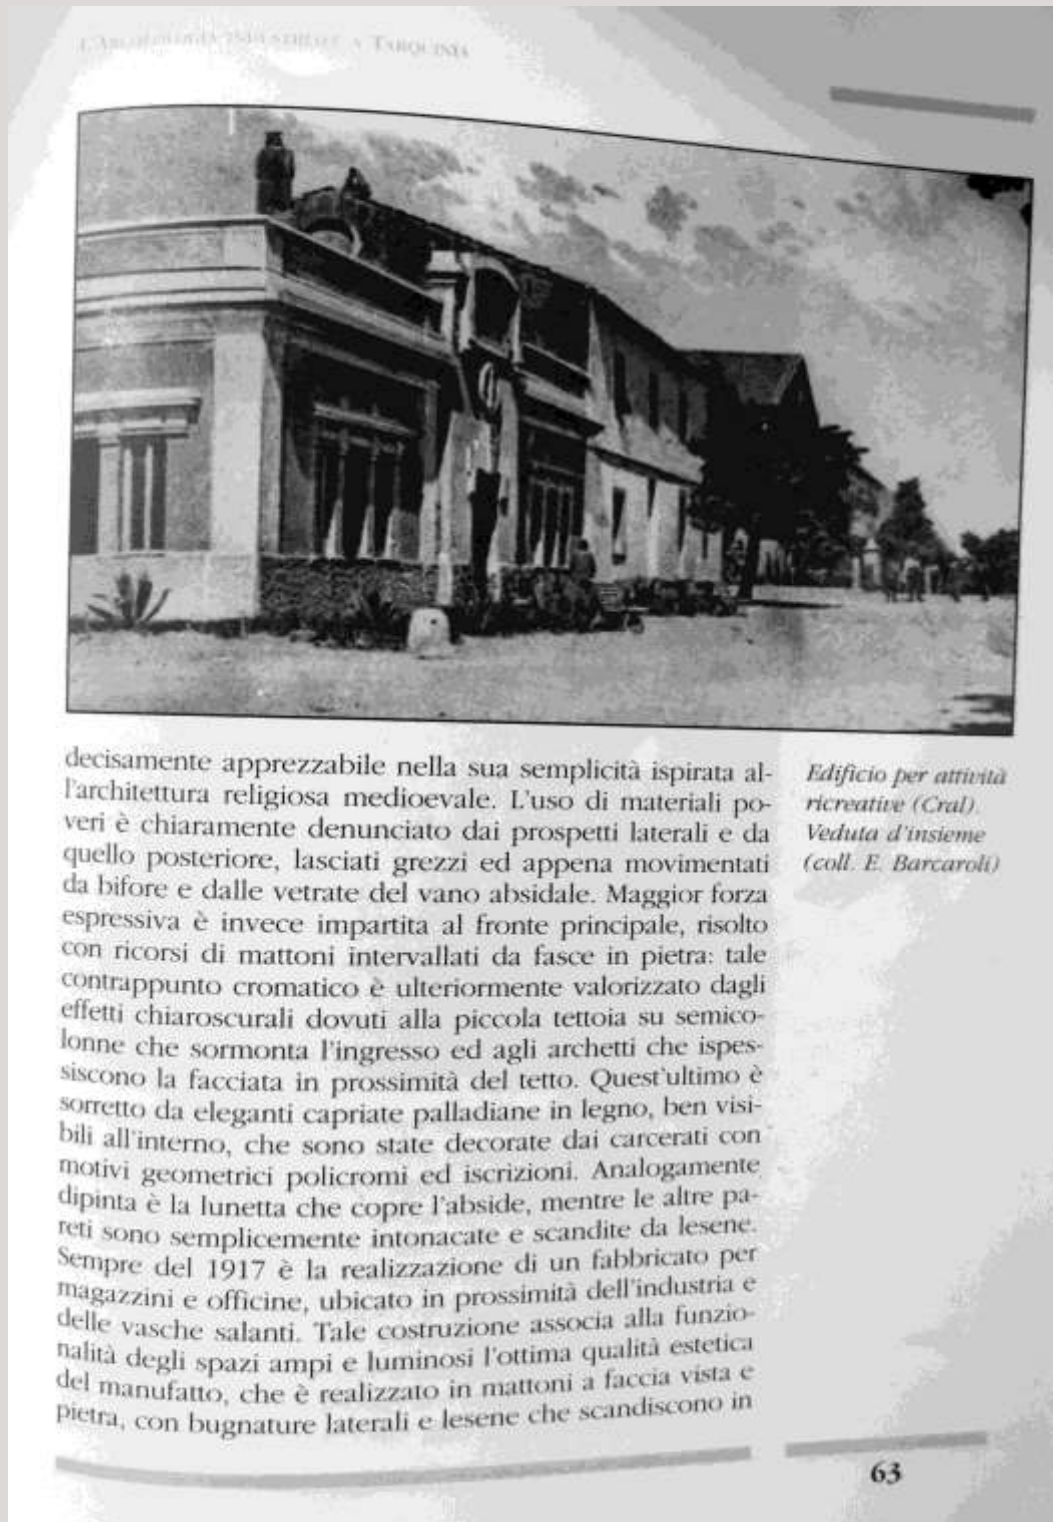 L'ARCHEOLOGIA INDUSTRIALE A TARQUINIA
decisamente apprezzabile nella sua semplicità ispirata al-
l'architettura religiosa medioevale. L'uso di materiali po-
veri è chiaramente denunciato dai prospetti laterali e da
quello posteriore, lasciati grezzi ed appena movimentati
da bifore e dalle vetrate del vano absidale. Maggior forza
espressiva è invece impartita al fronte principale, risolto
con ricorsi di mattoni intervallati da fasce in pietra: tale
contrappunto cromatico è ulteriormente valorizzato dagli
effetti chiaroscurali dovuti alla piccola tettoia su semico-
lonne che sormonta l'ingresso ed agli archetti che ispes-
siscono la facciata in prossimità del tetto. Quest'ultimo è
sorretto da eleganti capriate palladiane in legno, ben visi-
bili all'interno, che sono state decorate dai carcerati con
motivi geometrici policromi ed iscrizioni. Analogamente
dipinta è la lunetta che copre l'abside, mentre le altre pa-
reti sono semplicemente intonacate e scandite da lesene.
Sempre del 1917 è la realizzazione di un fabbricato per
magazzini e officine, ubicato in prossimità dell'industria e
delle vasche salanti. Tale costruzione associa alla funzio-
nalità degli spazi ampi e luminosi l'ottima qualità estetica
del manufatto, che è realizzato in mattoni a faccia vista e
pietra, con bugnature laterali e lesene che scandiscono in
Edificio per attività
ricreative (Cral).
Veduta d'insieme
(coll. E. Barcaroli)
63